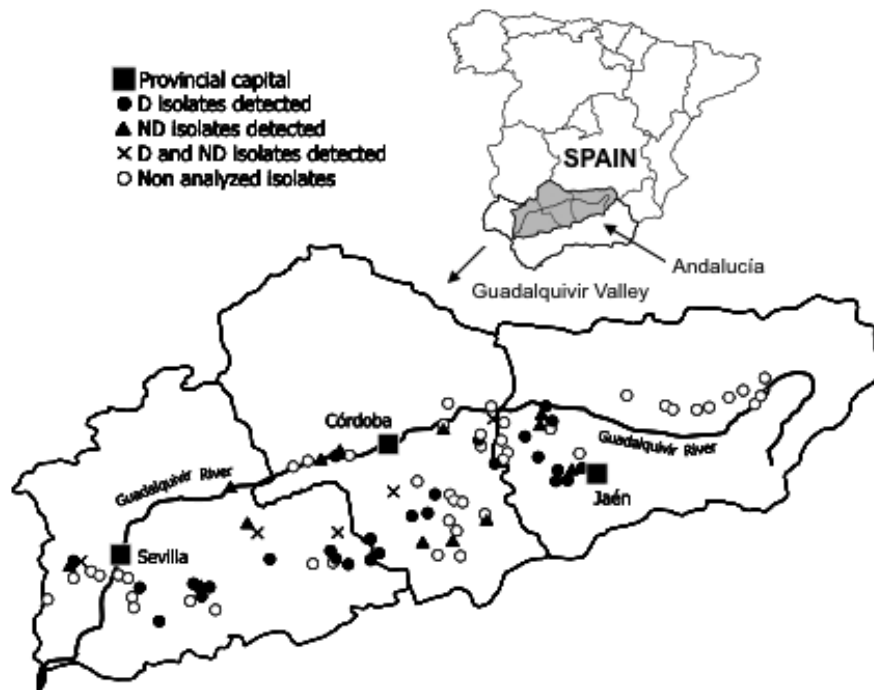 Provincial capital
D isolates detected
ND isolates detected
D and ND isolates detected
Non analyzed isolates
SPAIN
Andalucía
Guadalquivir Valley
Córdoba
Guadalquivir River
Guadalquivir River
Jaén
Sevilla